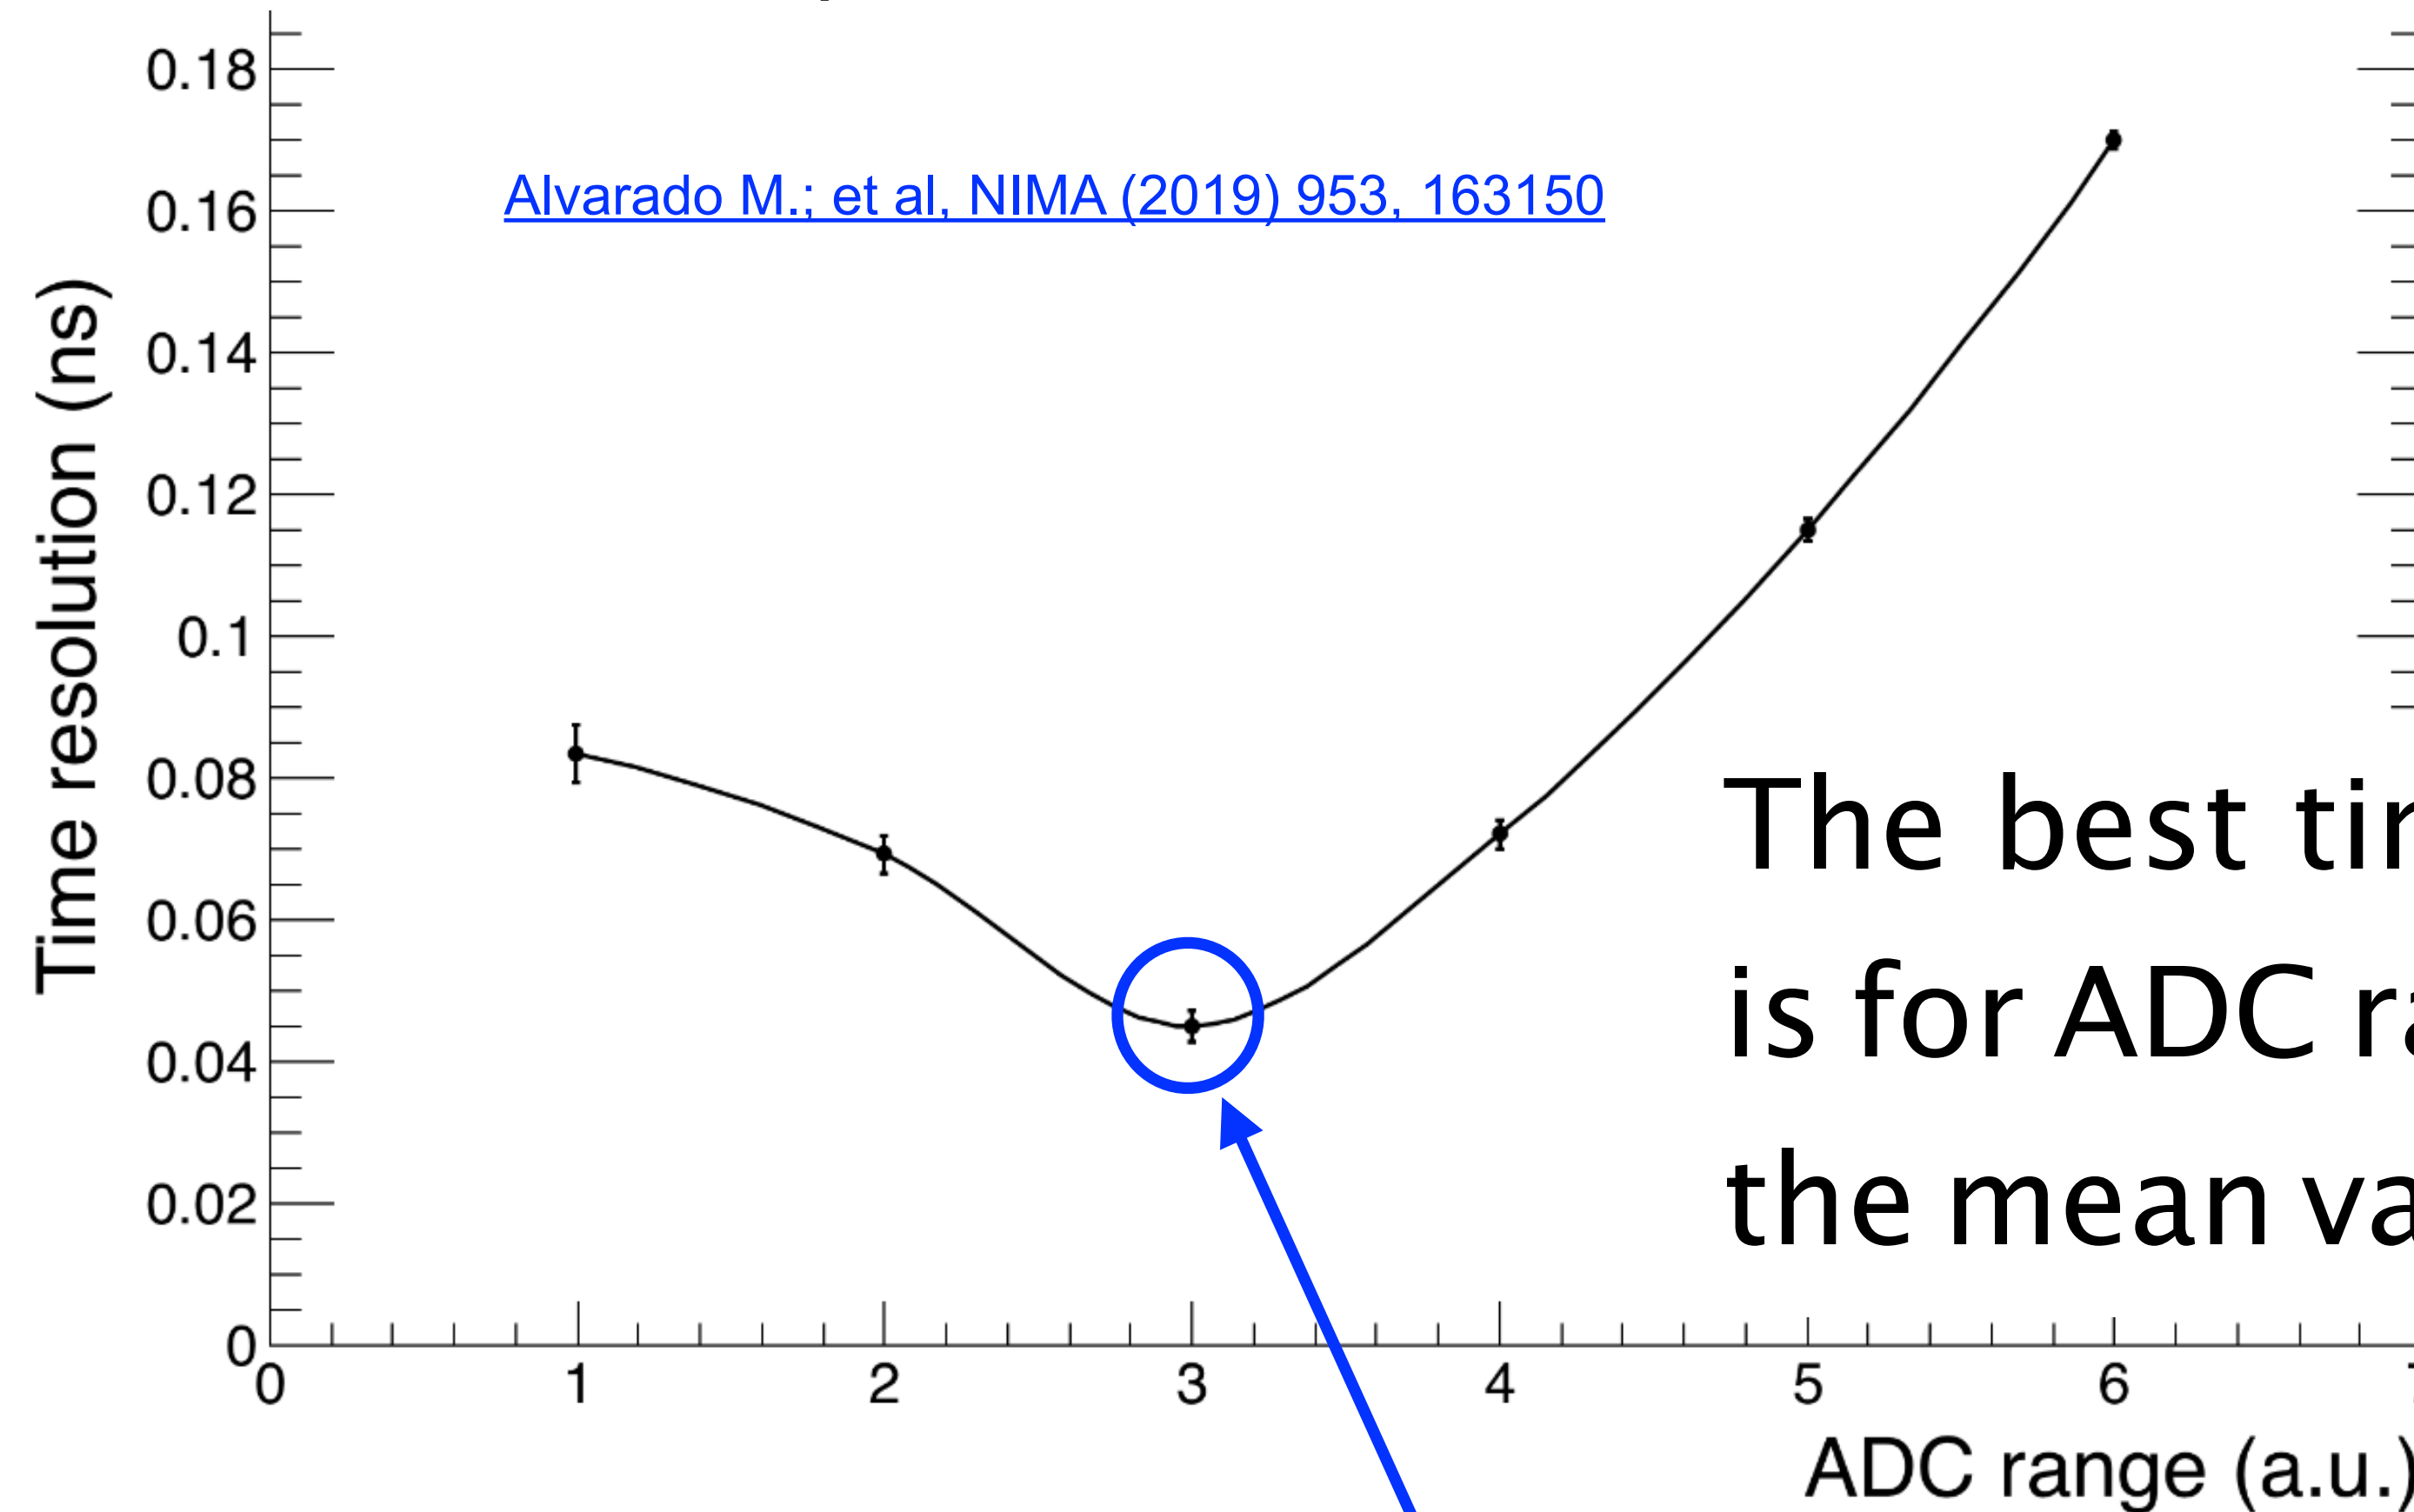 0.18
Alvarado M.; et al, NIMA (2019) 953, 163150
0.16
0.14
0.12
0.1
0.08
0.06
0.04
0.02
0
Time resolution (ns)
The best
is for ADC
the mean
0 1 2 3 4 5 6
ADC range (a.u.)